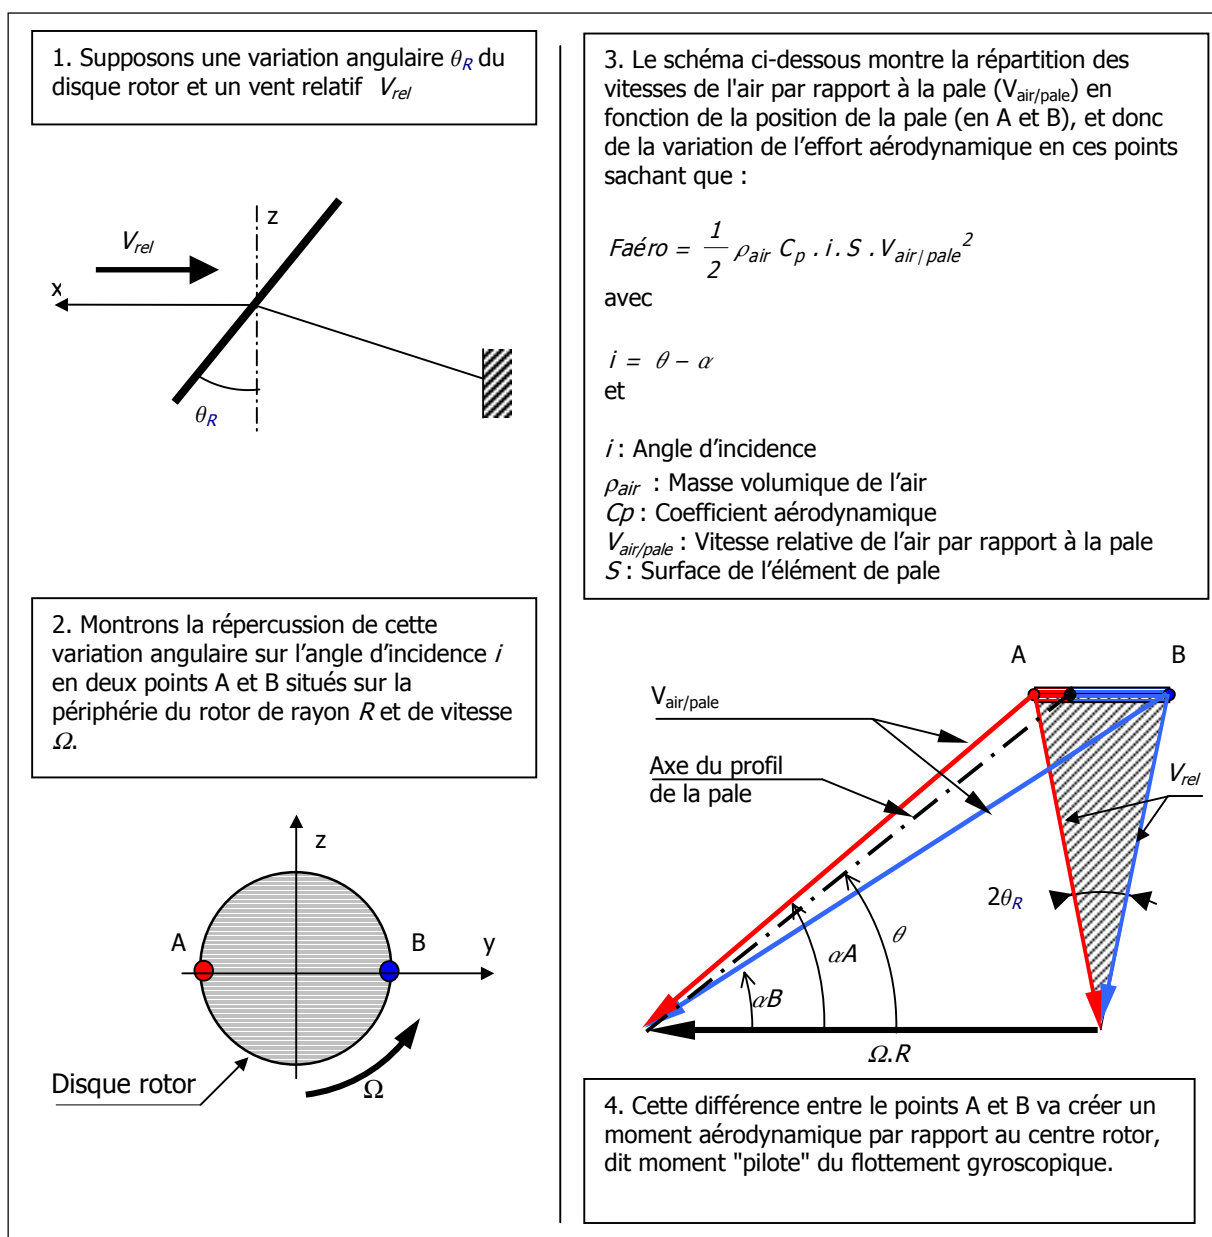 1. Supposons une variation angulaire θR du
disque rotor et un vent relatif Vrel
z
Vrel
x
θR
2. Montrons la répercussion de cette
variation angulaire sur l'angle d'incidence i
en deux points A et B situés sur la
périphérie du rotor de rayon R et de vitesse
Ω.
z
A
B
y
Disque rotor
Ω
3. Le schéma ci-dessous montre la répartition des
vitesses de l'air par rapport à la pale (Vair/pale) en
fonction de la position de la pale (en A et B), et donc
de la variation de l'effort aérodynamique en ces points
sachant que :
Faéro = 1/2 ρair Cp . i . S . Vair/pale²
avec
i = θ − α
et
i : Angle d'incidence
ρair : Masse volumique de l'air
Cp : Coefficient aérodynamique
Vair/pale : Vitesse relative de l'air par rapport à la pale
S : Surface de l'élément de pale
A
B
Vair/pale
Axe du profil
de la pale
Vrel
2θR
θ
αA
αB
Ω.R
4. Cette différence entre le points A et B va créer un
moment aérodynamique par rapport au centre rotor,
dit moment "pilote" du flottement gyroscopique.